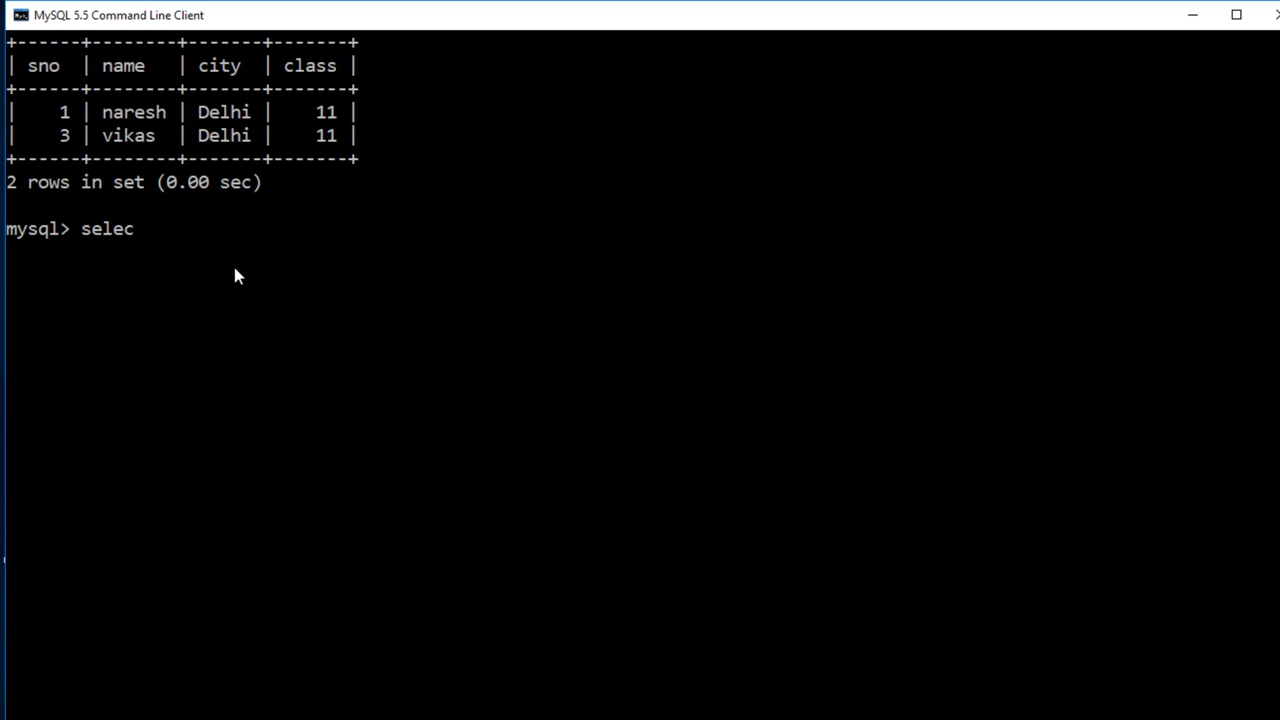 MySQL 5.5 Command Line Client
+------+--------+-------+-------+
| sno  | name   | city  | class |
+------+--------+-------+-------+
|    1 | naresh | Delhi |    11 |
|    3 | vikas  | Delhi |    11 |
+------+--------+-------+-------+
2 rows in set (0.00 sec)
mysql> selec